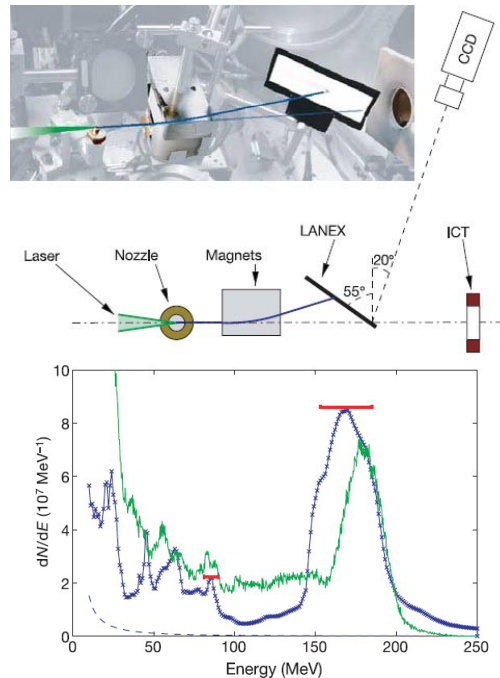 CCD
LANEX
ICT
20°
Laser
Nozzle
Magnets
55°
10
8
6
4
2
0
dN/dE (10⁷ MeV⁻¹)
0 50 100 150 200 250
Energy (MeV)